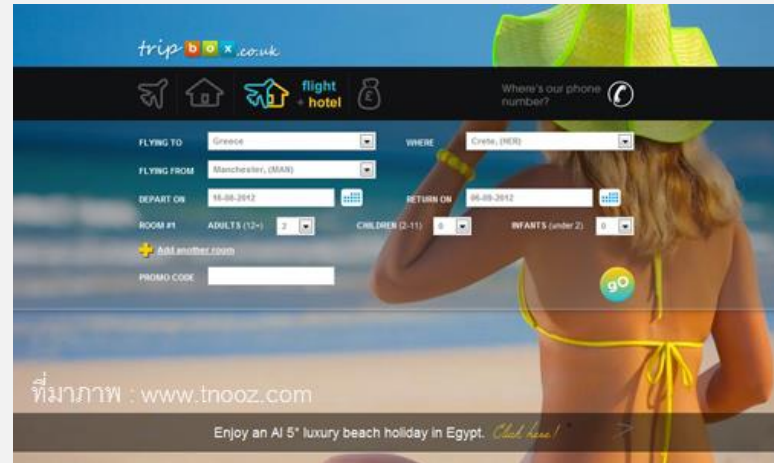 trip box.co.uk
flight
+ hotel
£
Where's our phone
number?
FLYING TO Greece WHERE Crete, (HER)
FLYING FROM Manchester, (MAN)
DEPART ON 16-08-2012 RETURN ON 06-09-2012
ROOM #1 ADULTS (12+) 2 CHILDREN (2-11) 0 INFANTS (under 2) 0
Add another room
PROMO CODE
go
ที่มาภาพ : www.tnooz.com
Enjoy an AI 5* luxury beach holiday in Egypt. Click here! >